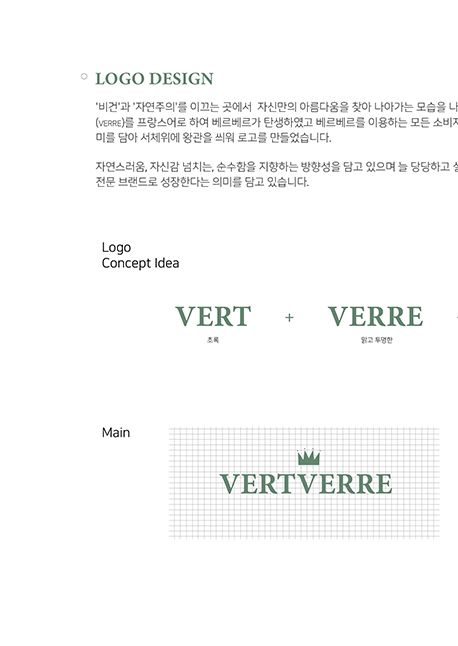 LOGO DESIGN
'비건'과 '자연주의'를 이끄는 곳에서 자신만의 아름다움을 찾아 나아가는 모습을
(VERRE)를 프랑스어로 하여 베르베르가 탄생하였고 베르베르를 이용하는 모든
미를 담아 서체위에 왕관을 씌워 로고를 만들었습니다.
자연스러움, 자신감 넘치는, 순수함을 지향하는 방향성을 담고 있으며 늘 당당하고
전문 브랜드로 성장한다는 의미를 담고 있습니다.
Logo
Concept Idea
VERT + VERRE
초록 맑고 투명한
Main
VERTVERRE